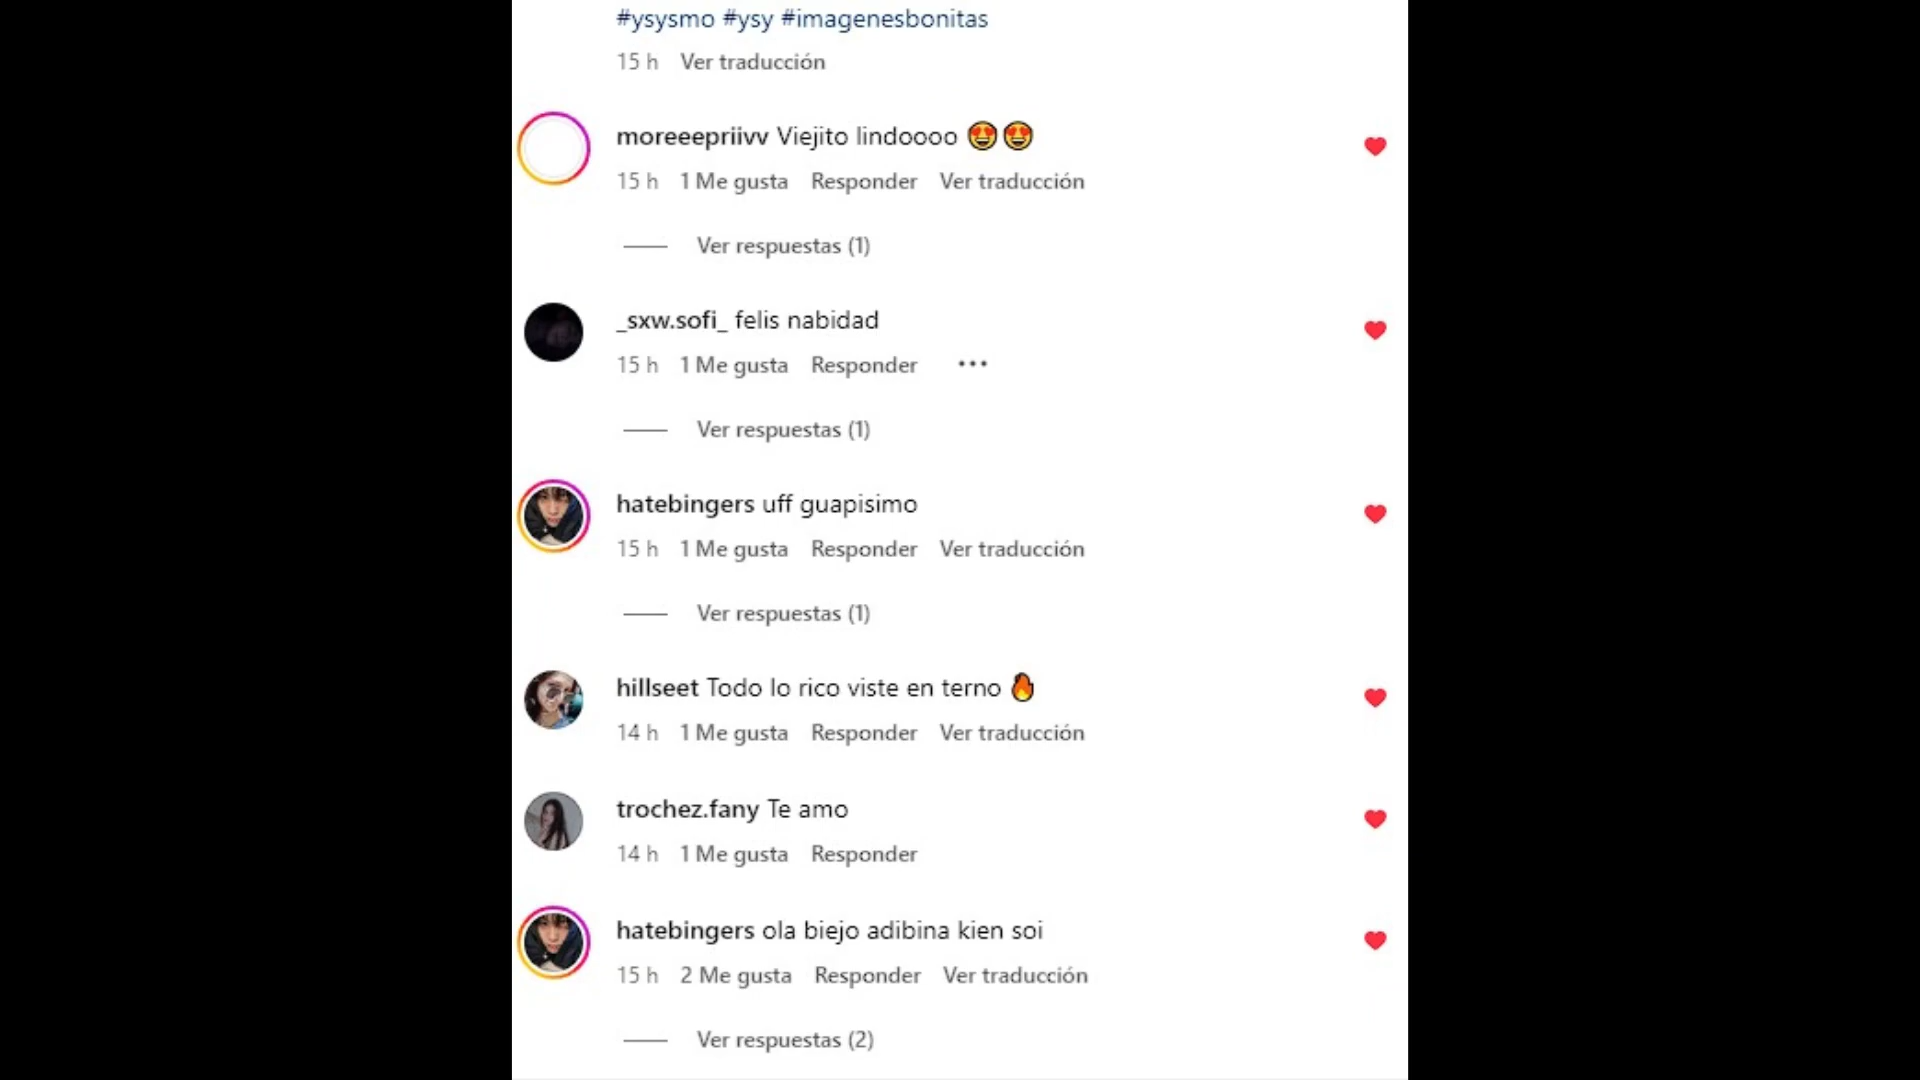 #ysysmo #ysy #imagenesbonitas
15 h Ver traducción
moreeepriivv Viejito lindoooo 😍😍
15 h 1 Me gusta Responder Ver traducción
Ver respuestas (1)
_sxw.sofi_ felis nabidad
15 h 1 Me gusta Responder •••
Ver respuestas (1)
hatebingers uff guapisimo
15 h 1 Me gusta Responder Ver traducción
Ver respuestas (1)
hillseet Todo lo rico viste en terno 🔥
14 h 1 Me gusta Responder Ver traducción
trochez.fany Te amo
14 h 1 Me gusta Responder
hatebingers ola biejo adibina kien soi
15 h 2 Me gusta Responder Ver traducción
Ver respuestas (2)